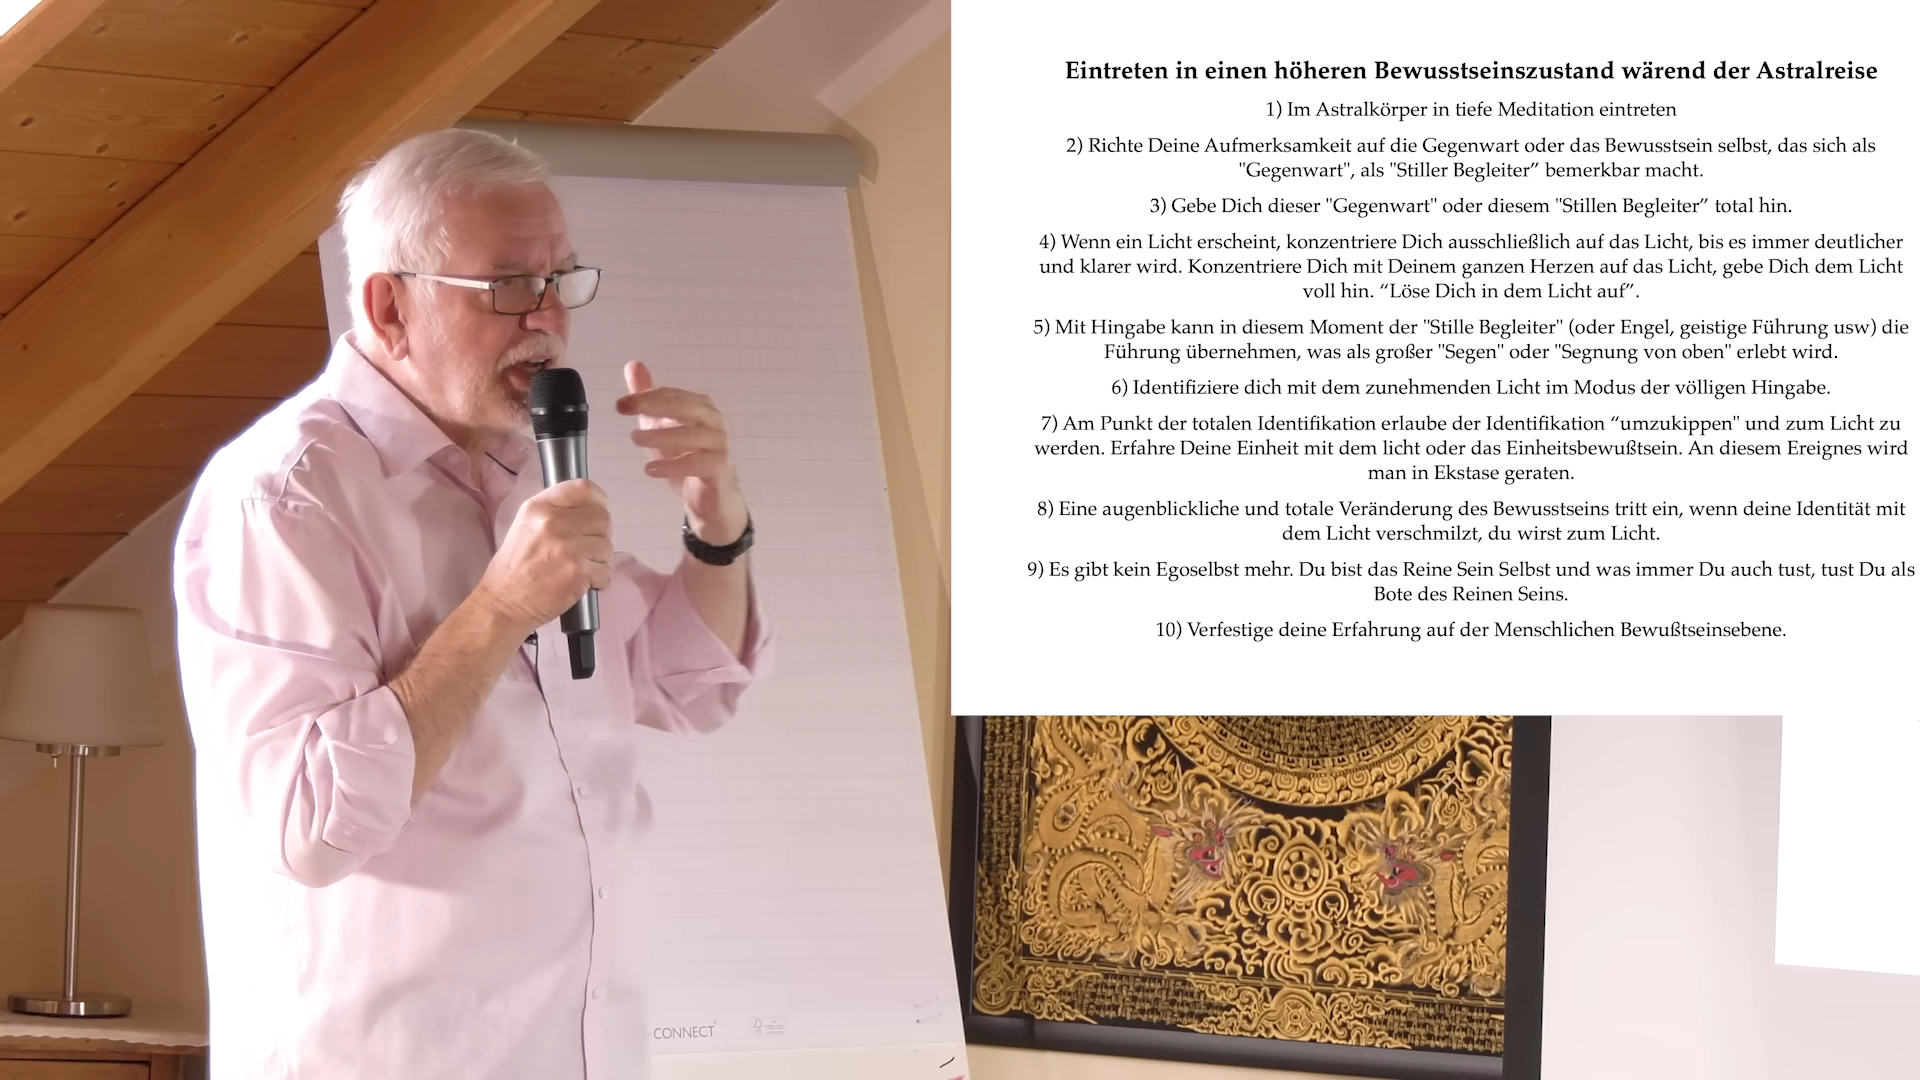 Eintreten in einen höheren Bewusstseinszustand wärend der Astralreise
1) Im Astralkörper in tiefe Meditation eintreten
2) Richte Deine Aufmerksamkeit auf die Gegenwart oder das Bewusstsein selbst, das sich als
"Gegenwart", als "Stiller Begleiter” bemerkbar macht.
3) Gebe Dich dieser "Gegenwart" oder diesem "Stillen Begleiter” total hin.
4) Wenn ein Licht erscheint, konzentriere Dich ausschließlich auf das Licht, bis es immer deutlicher
und klarer wird. Konzentriere Dich mit Deinem ganzen Herzen auf das Licht, gebe Dich dem Licht
voll hin. “Löse Dich in dem Licht auf”.
5) Mit Hingabe kann in diesem Moment der "Stille Begleiter" (oder Engel, geistige Führung usw) die
Führung übernehmen, was als großer "Segen" oder "Segnung von oben" erlebt wird.
6) Identifiziere dich mit dem zunehmenden Licht im Modus der völligen Hingabe.
7) Am Punkt der totalen Identifikation erlaube der Identifikation “umzukippen" und zum Licht zu
werden. Erfahre Deine Einheit mit dem licht oder das Einheitsbewußtsein. An diesem Ereignes wird
man in Ekstase geraten.
8) Eine augenblickliche und totale Veränderung des Bewusstseins tritt ein, wenn deine Identität mit
dem Licht verschmilzt, du wirst zum Licht.
9) Es gibt kein Egoselbst mehr. Du bist das Reine Sein Selbst und was immer Du auch tust, tust Du als
Bote des Reinen Seins.
10) Verfestige deine Erfahrung auf der Menschlichen Bewußtseinsebene.
CONNECT